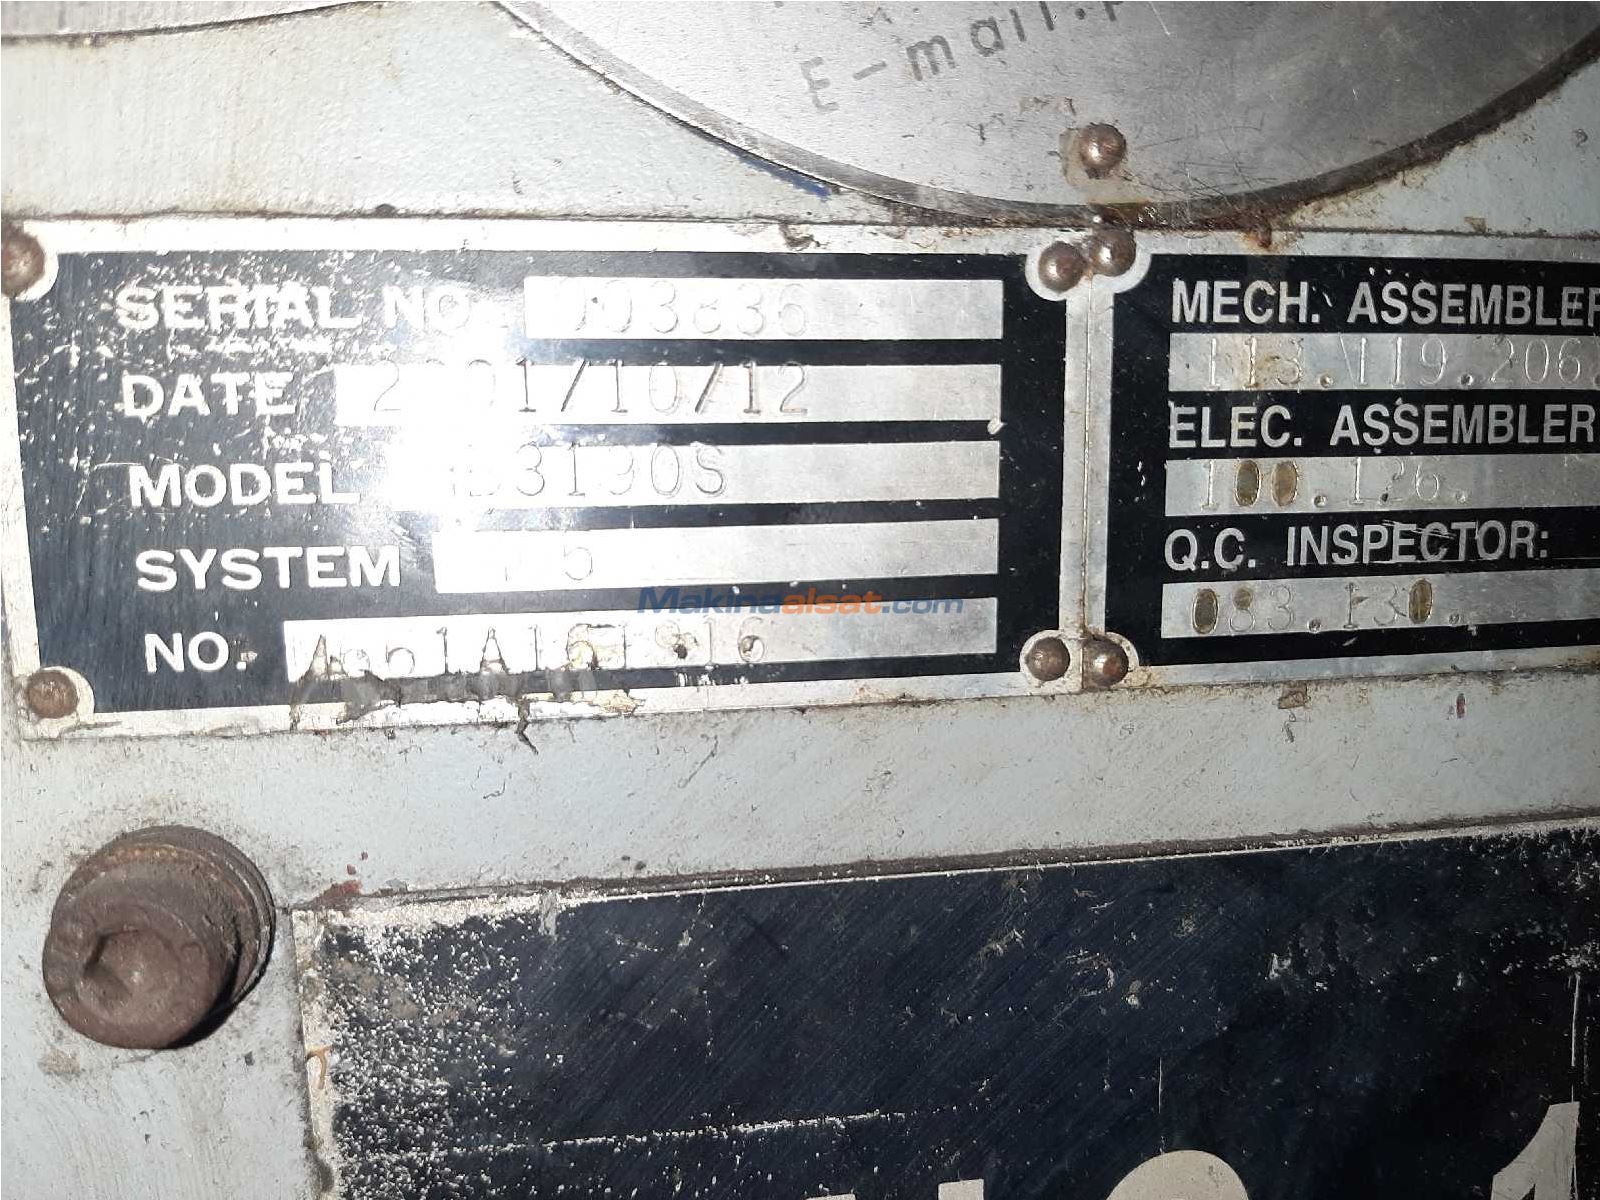 E-mail:
SERIAL NO. 003836
DATE 2001/10/12
MODEL
SYSTEM
NO.
MECH. ASSEMBLER
113.119.206.
ELEC. ASSEMBLER
100.126.
Q.C. INSPECTOR:
083.130.
Makinaalsat.com